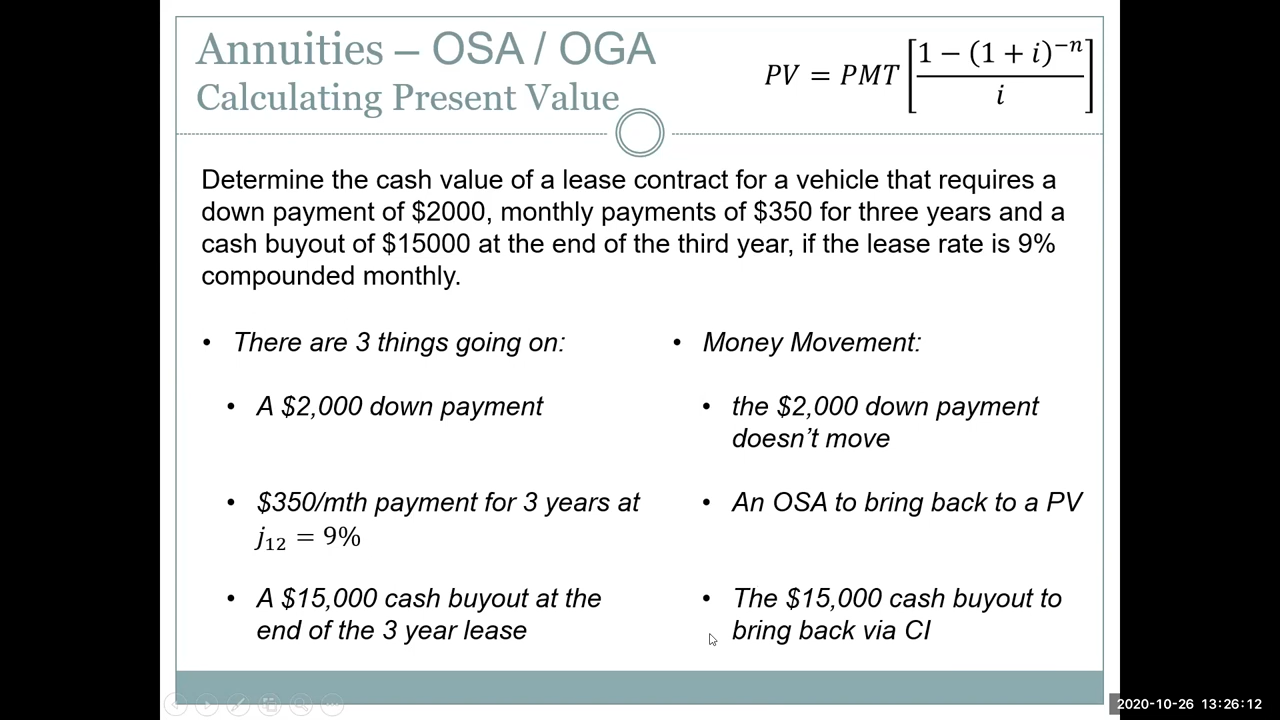 Annuities – OSA / OGA
Calculating Present Value
PV = PMT [1 − (1 + i)⁻ⁿ / i]
Determine the cash value of a lease contract for a vehicle that requires a
down payment of $2000, monthly payments of $350 for three years and a
cash buyout of $15000 at the end of the third year, if the lease rate is 9%
compounded monthly.
• There are 3 things going on:
• A $2,000 down payment
• $350/mth payment for 3 years at
j₁₂ = 9%
• A $15,000 cash buyout at the
end of the 3 year lease
• Money Movement:
• the $2,000 down payment
doesn’t move
• An OSA to bring back to a PV
• The $15,000 cash buyout to
bring back via CI
2020-10-26 13:26:12